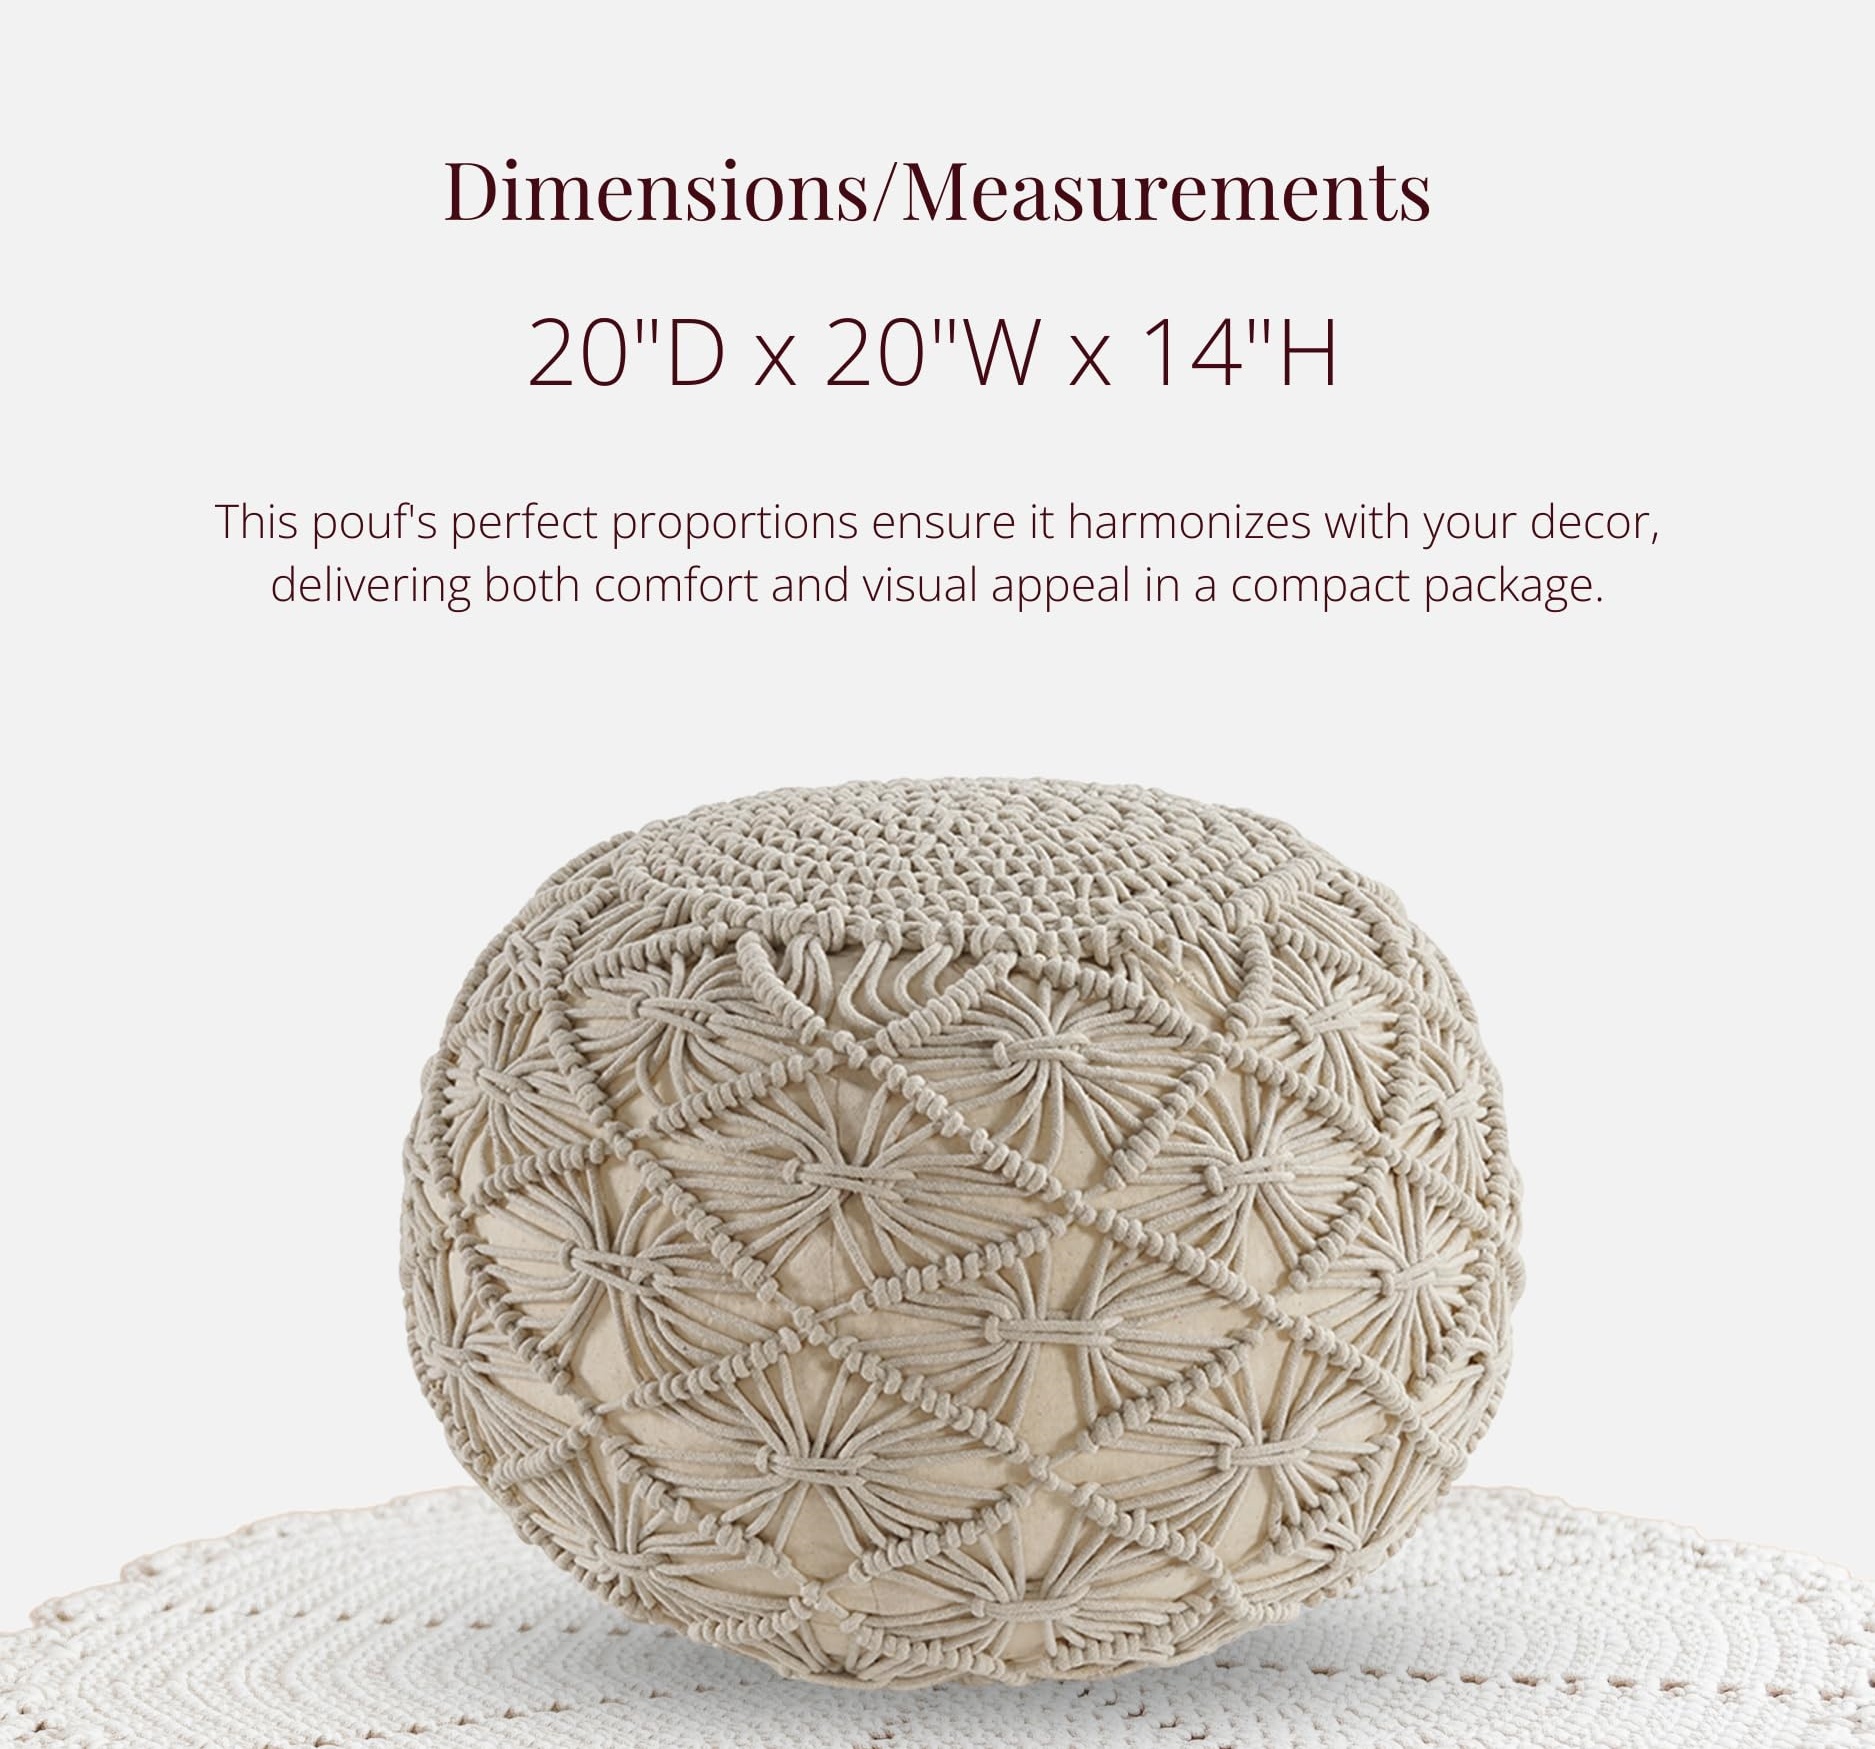 Dimensions/Measurements
20"D x 20"W x 14"H
This pouf's perfect proportions ensure it harmonizes with your decor,
delivering both comfort and visual appeal in a compact package.